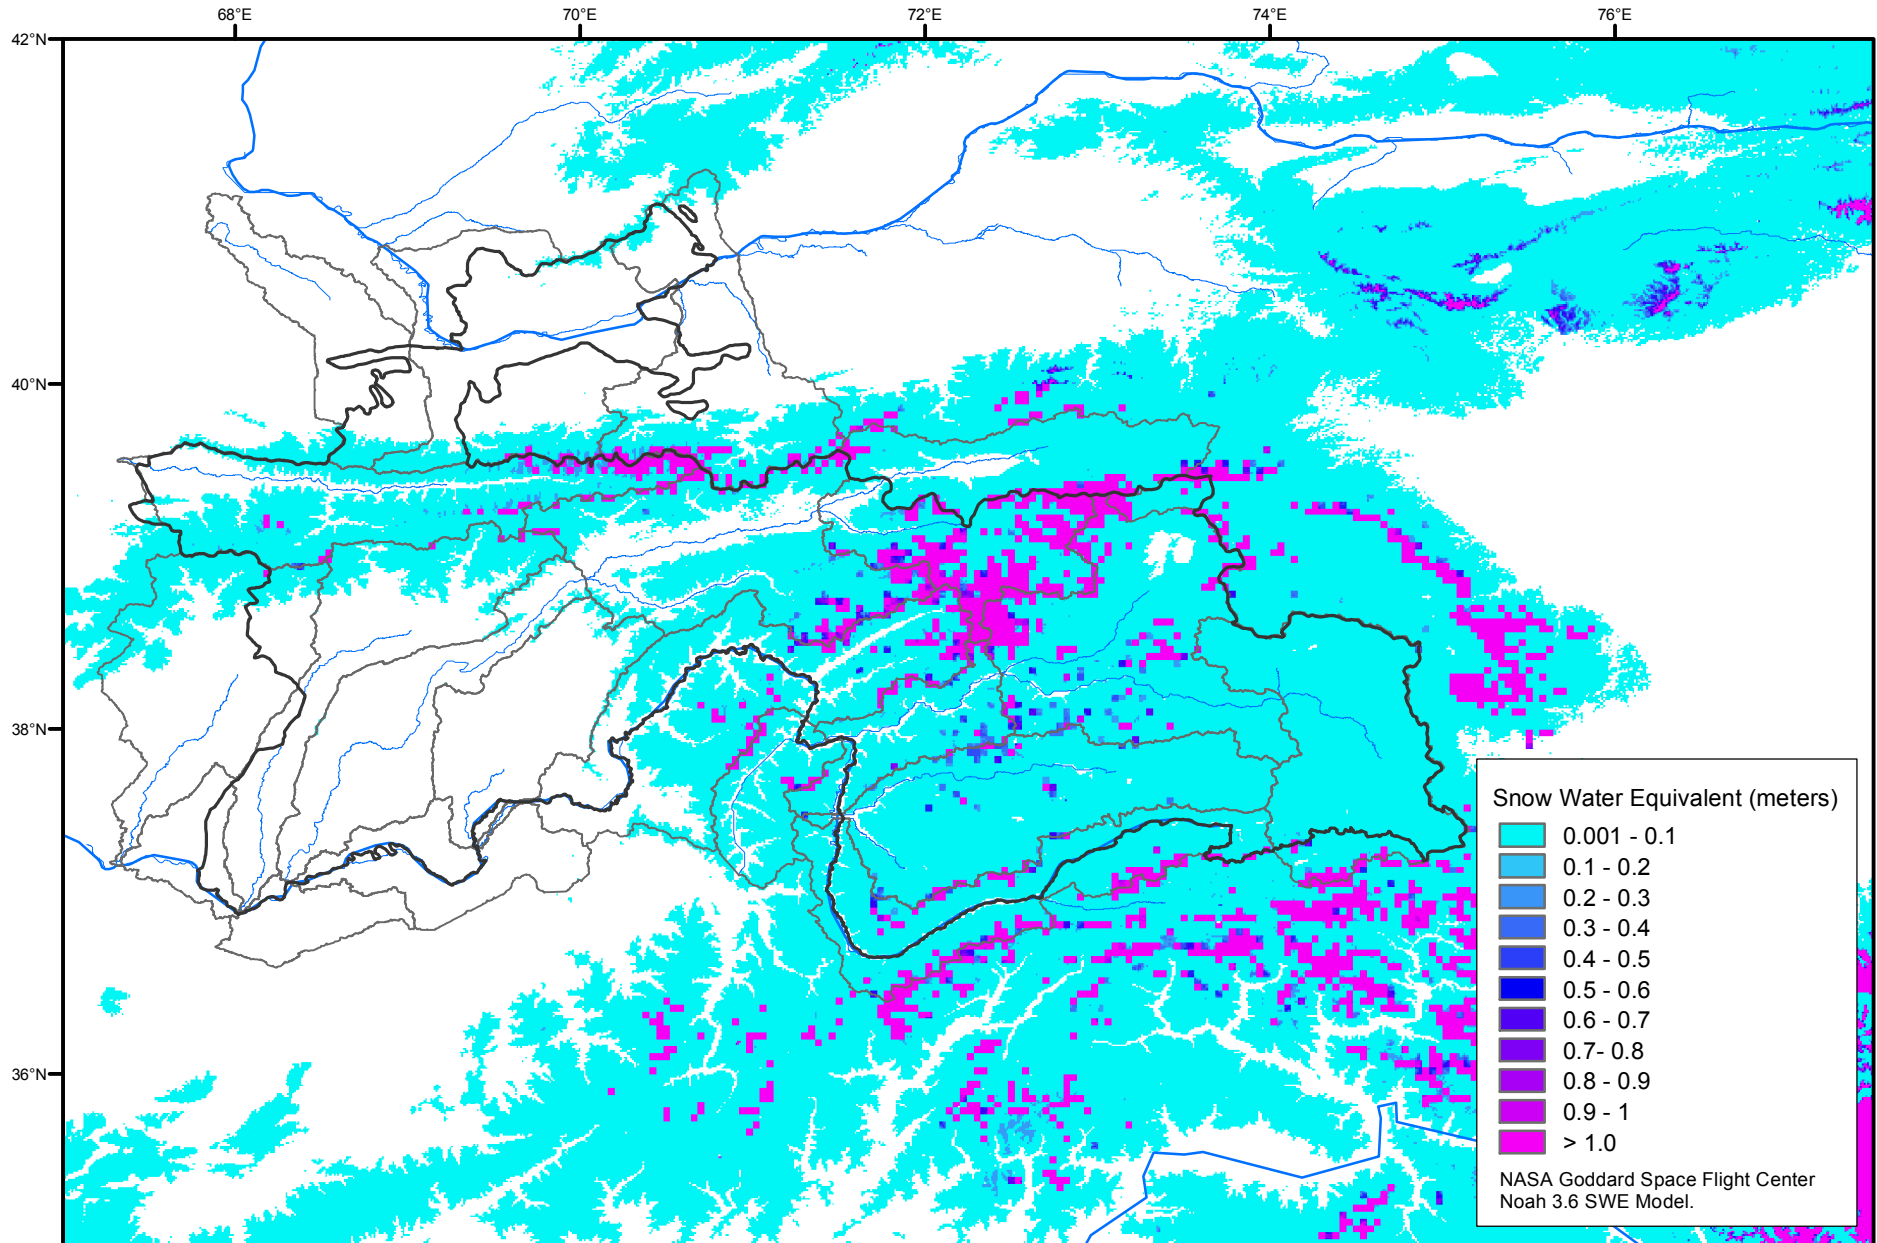 68°E 70°E 72°E 74°E 76°E
42°N
40°N
38°N
36°N
Snow Water Equivalent (meters)
0.001 - 0.1
0.1 - 0.2
0.2 - 0.3
0.3 - 0.4
0.4 - 0.5
0.5 - 0.6
0.6 - 0.7
0.7- 0.8
0.8 - 0.9
0.9 - 1
> 1.0
NASA Goddard Space Flight Center
Noah 3.6 SWE Model.